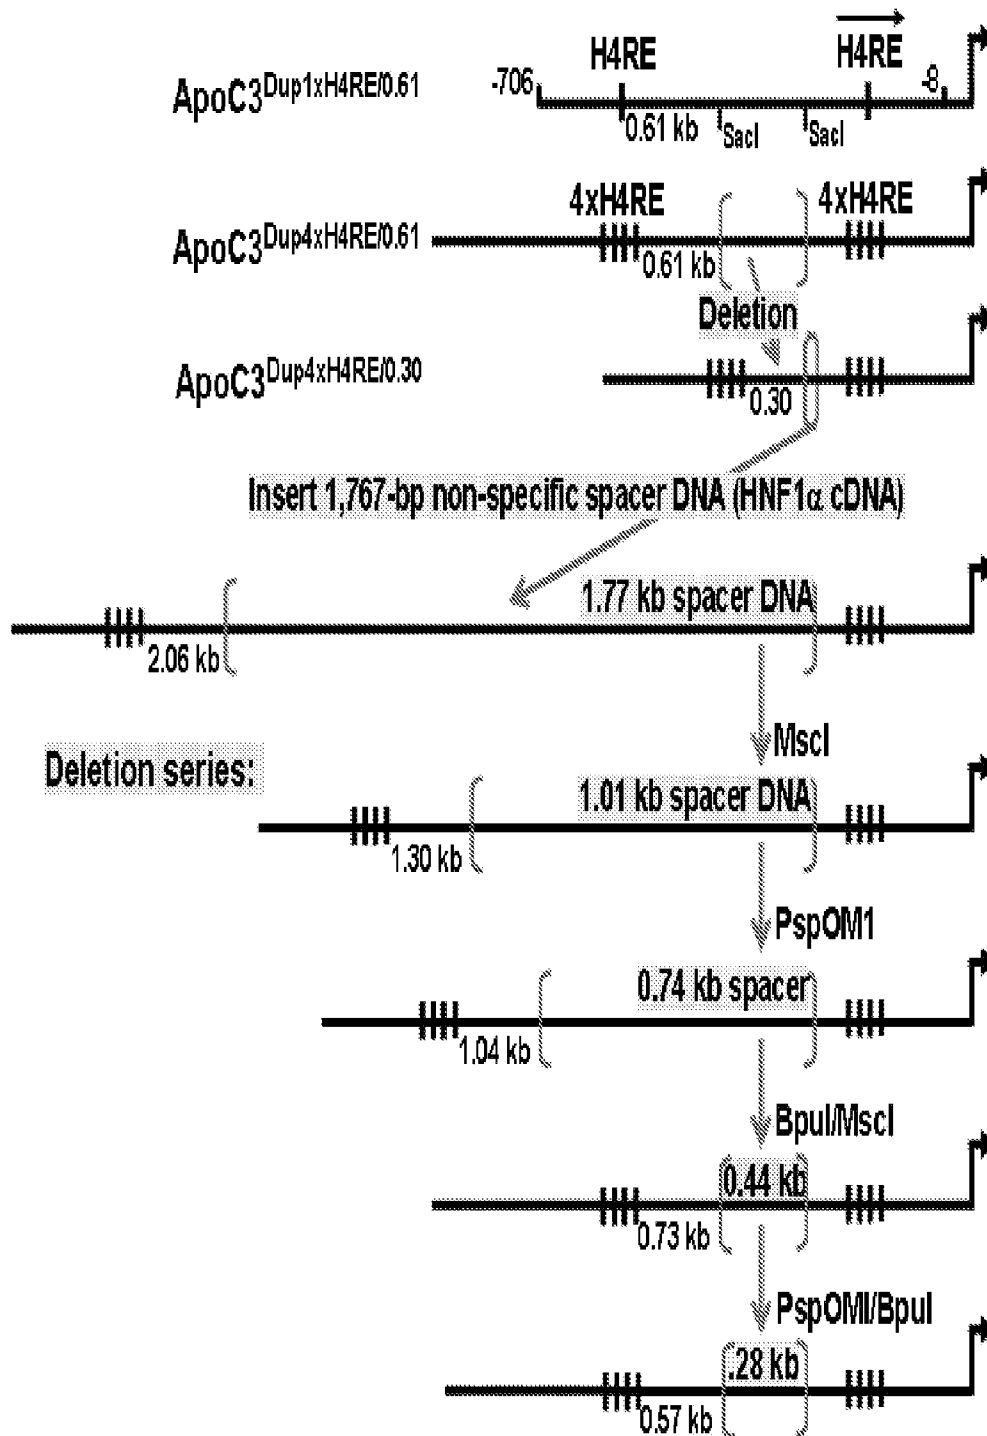 H4RE H4RE
-706 -8
ApoC3Dup1xH4RE/0.61
0.61 kb SacI SacI
4xH4RE 4xH4RE
ApoC3Dup4xH4RE/0.61
0.61 kb
Deletion
ApoC3Dup4xH4RE/0.30
0.30
Insert 1,767-bp non-specific spacer DNA (HNF1α cDNA)
1.77 kb spacer DNA
2.06 kb
MscI
Deletion series:
1.01 kb spacer DNA
1.30 kb
PspOM1
0.74 kb spacer
1.04 kb
BpuI/MscI
0.44 kb
0.73 kb
PspOMI/BpuI
.28 kb
0.57 kb